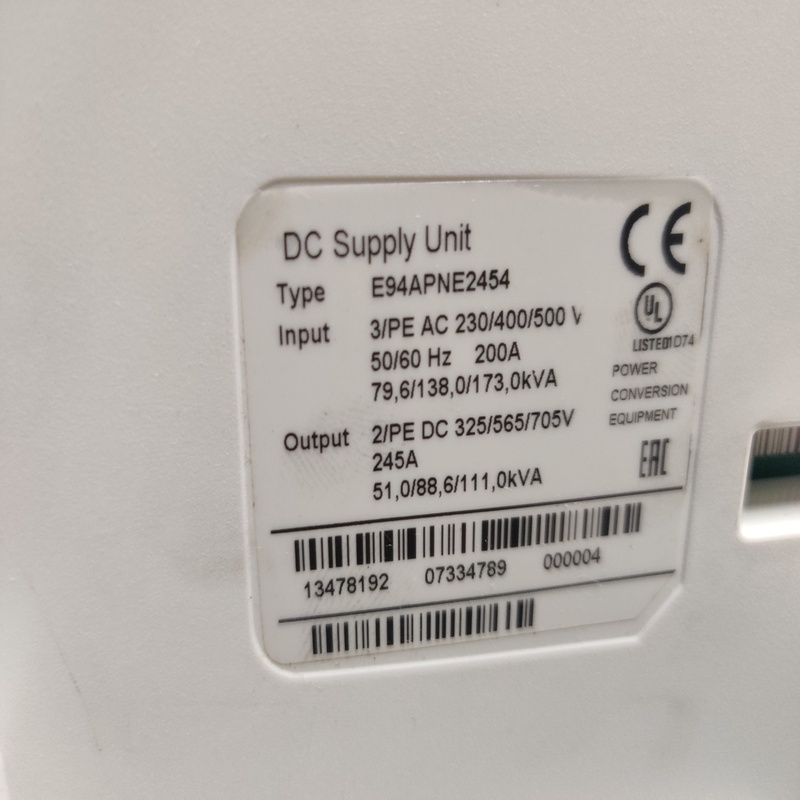 DC Supply Unit
CE
Type E94APNE2454
Input 3/PE AC 230/400/500 V
50/60 Hz 200A
79,6/138,0/173,0kVA
UL
LISTED 1D74
POWER
CONVERSION
EQUIPMENT
Output 2/PE DC 325/565/705V
245A
51,0/88,6/111,0kVA
EAC
13478192 07334789 000004